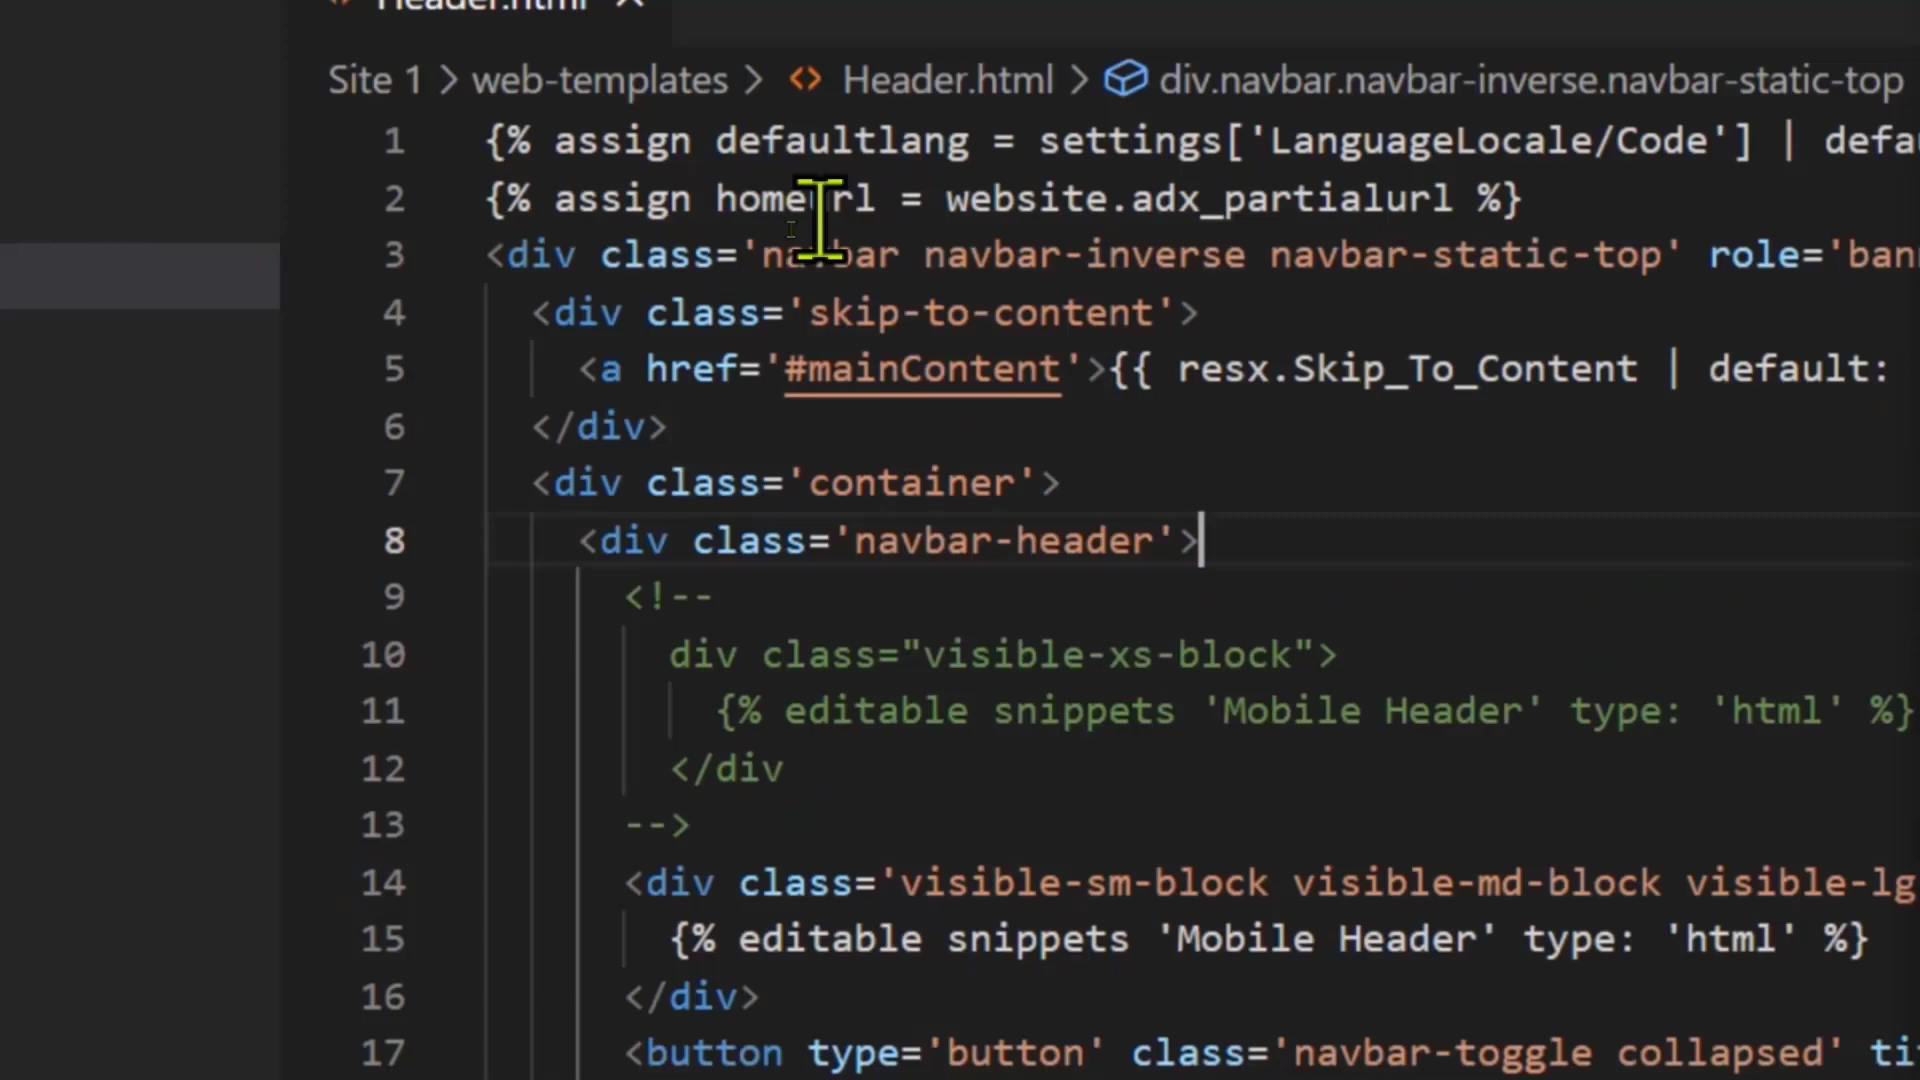 Header.html
Site 1 > web-templates > <> Header.html > div.navbar.navbar-inverse.navbar-static-top
1 {% assign defaultlang = settings['LanguageLocale/Code'] | defa
2 {% assign homeurl = website.adx_partialurl %}
3 <div class='navbar navbar-inverse navbar-static-top' role='ban
4 <div class='skip-to-content'>
5 <a href='#mainContent'>{{ resx.Skip_To_Content | default:
6 </div>
7 <div class='container'>
8 <div class='navbar-header'>
9 <!--
10 div class="visible-xs-block">
11 {% editable snippets 'Mobile Header' type: 'html' %}
12 </div
13 -->
14 <div class='visible-sm-block visible-md-block visible-lg
15 {% editable snippets 'Mobile Header' type: 'html' %}
16 </div>
17 <button type='button' class='navbar-toggle collapsed' ti